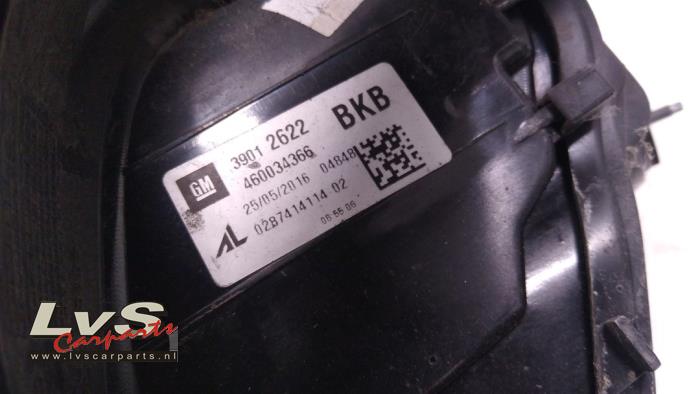 GM
3901 2622
BKB
460034366
25/05/2016 04848
AL
0287414114 02
06 55 06
LvS
Carparts
www.lvscarparts.nl